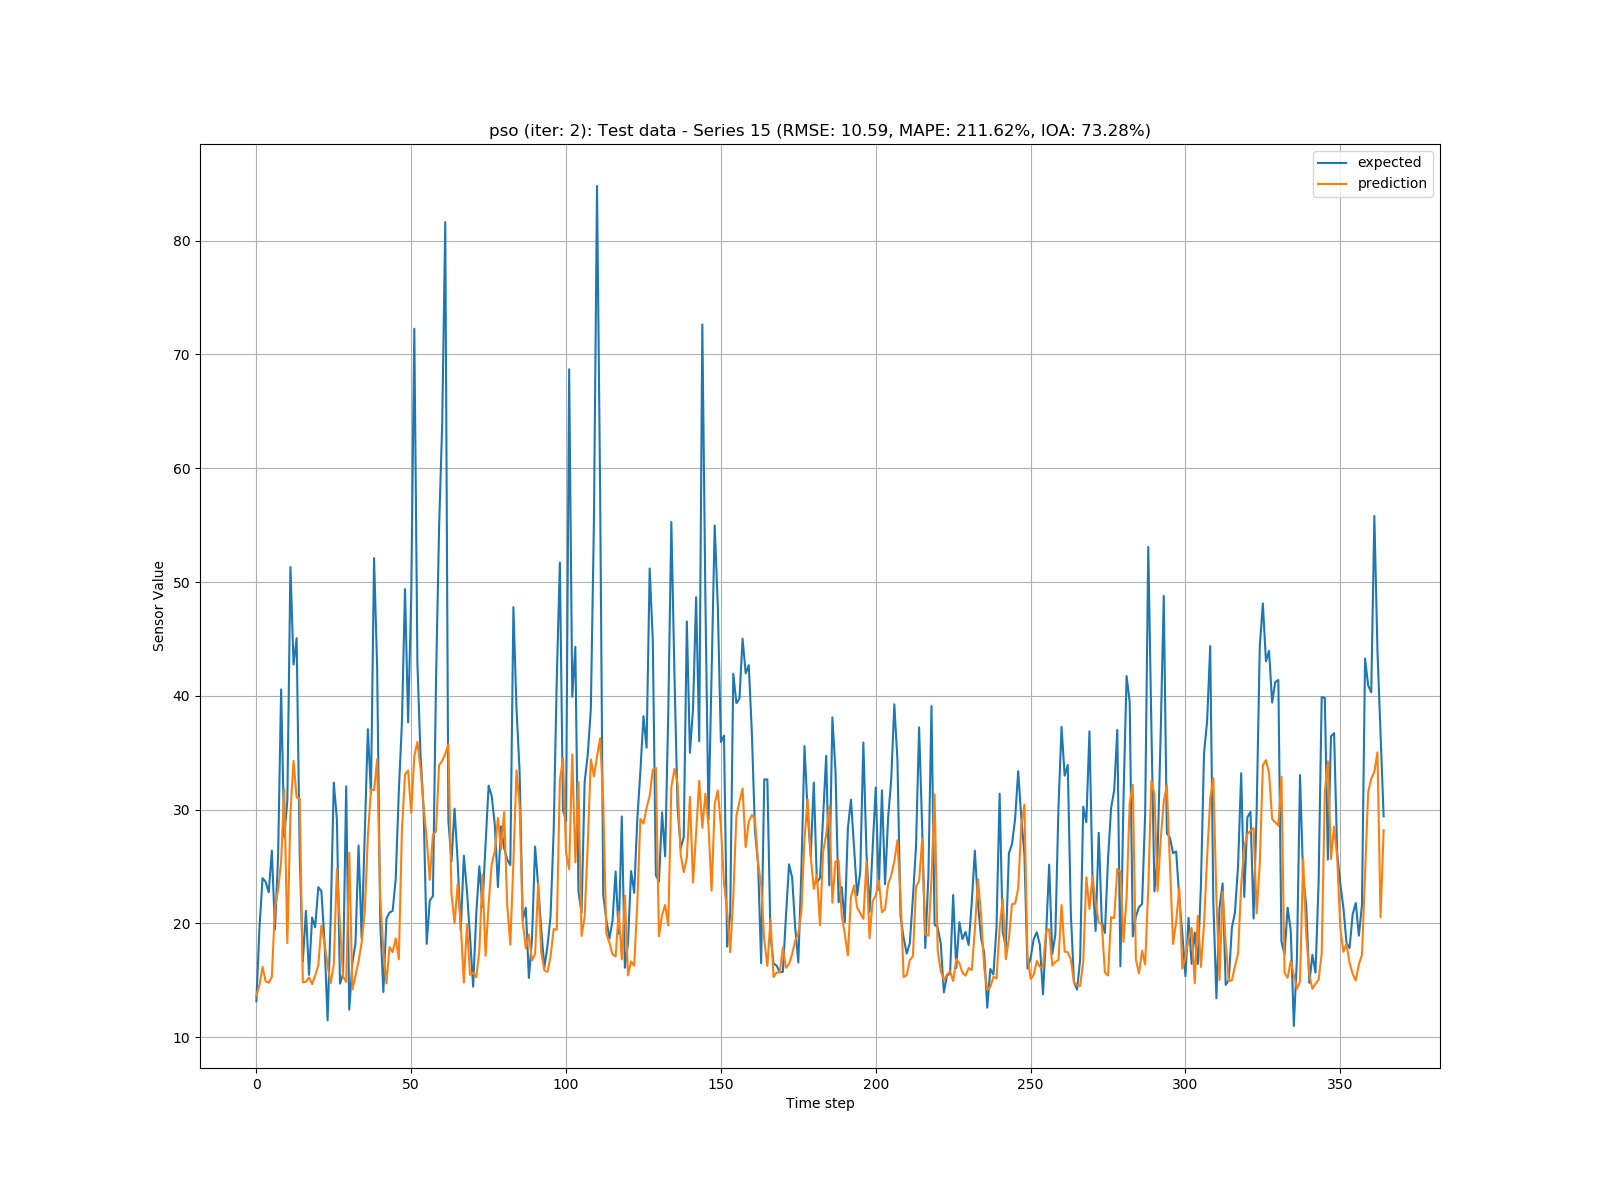 pso (iter: 2): Test data - Series 15 (RMSE: 10.59, MAPE: 211.62%, IOA: 73.28%)
expected
prediction
80
70
60
50
40
30
20
10
Sensor Value
0 50 100 150 200 250 300 350
Time step